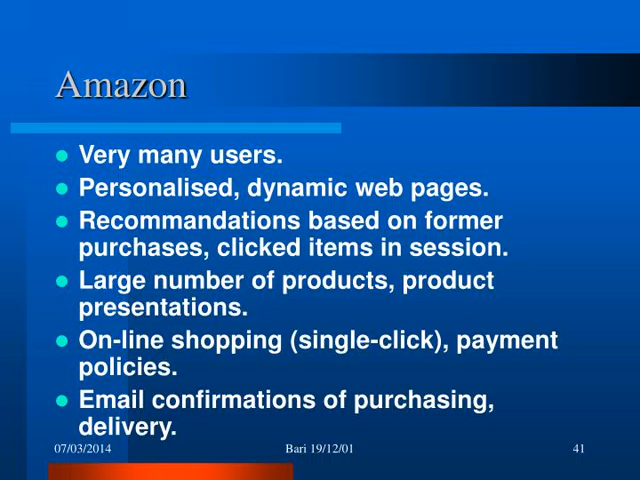 Amazon
Very many users.
Personalised, dynamic web pages.
Recommandations based on former
purchases, clicked items in session.
Large number of products, product
presentations.
On-line shopping (single-click), payment
policies.
Email confirmations of purchasing,
delivery.
07/03/2014 Bari 19/12/01 41